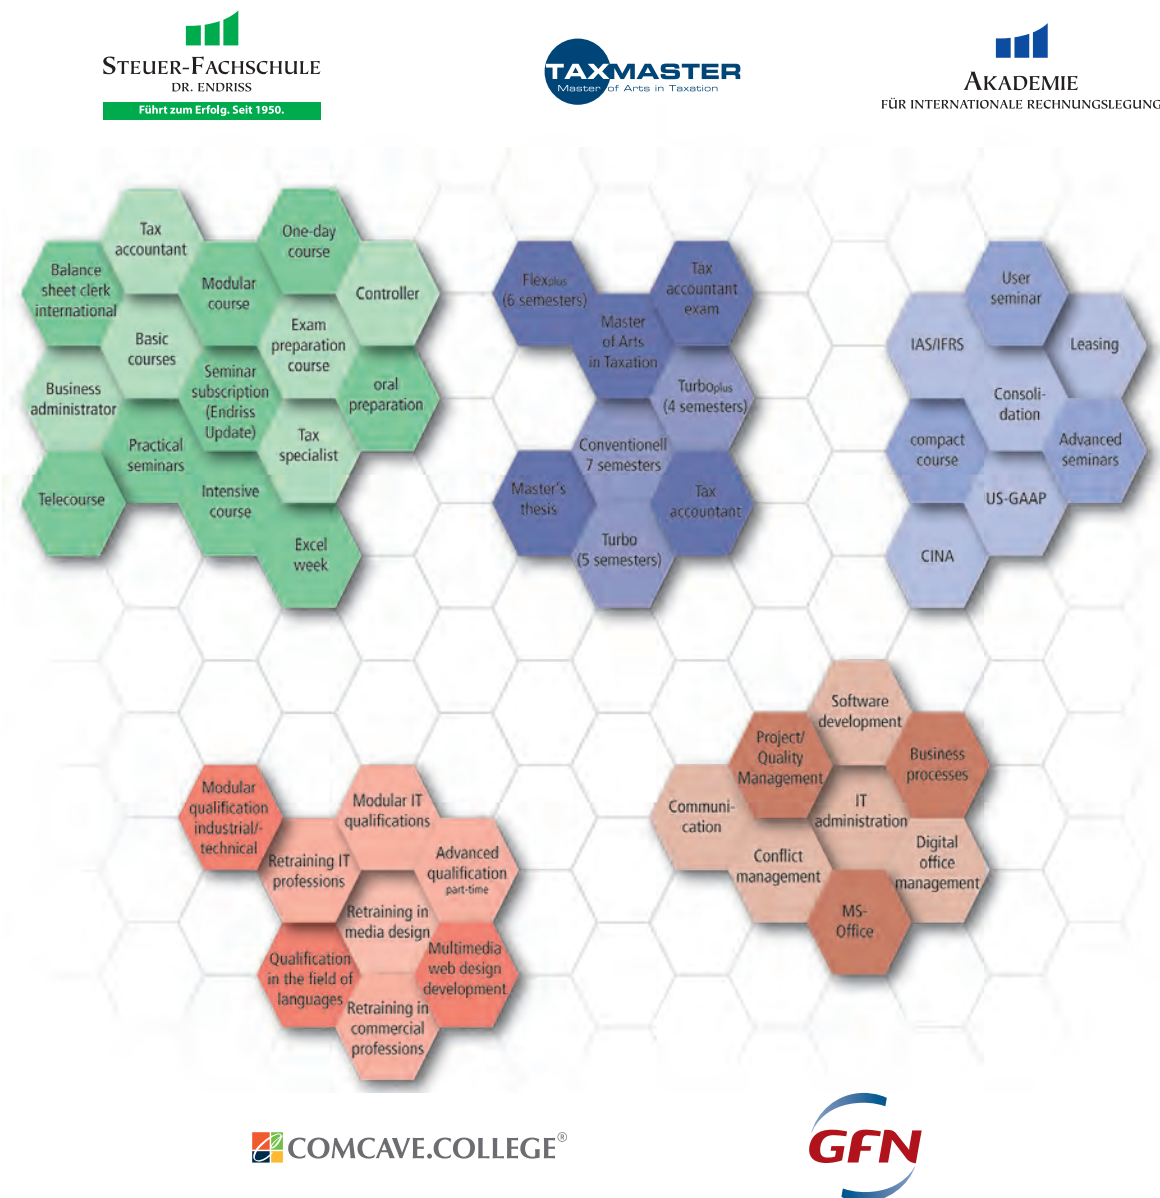 STEUER-FACHSCHULE
DR. ENDRISS
Führt zum Erfolg. Seit 1950.
TAXMASTER
Master of Arts in Taxation
AKADEMIE
FÜR INTERNATIONALE RECHNUNGSLEGUNG
Tax
accountant
One-day
course
Balance
sheet clerk
international
Modular
course
Controller
Basic
courses
Exam
preparation
course
Business
administrator
Seminar
subscription
(Endriss
Update)
oral
preparation
Practical
seminars
Tax
specialist
Telecourse
Intensive
course
Excel
week
Flexplus
(6 semesters)
Tax
accountant
exam
Master
of Arts
in Taxation
Turboplus
(4 semesters)
Conventionell
7 semesters
Master's
thesis
Tax
accountant
Turbo
(5 semesters)
User
seminar
IAS/IFRS
Leasing
Consoli-
dation
compact
course
Advanced
seminars
US-GAAP
CINA
Modular
qualification
industrial/-
technical
Modular IT
qualifications
Retraining IT
professions
Advanced
qualification
part-time
Retraining in
media design
Qualification
in the field of
languages
Multimedia
web design
development
Retraining in
commercial
professions
Software
development
Project/
Quality
Management
Business
processes
Communi-
cation
IT
administration
Conflict
management
Digital
office
management
MS-
Office
COMCAVE.COLLEGE®
GFN